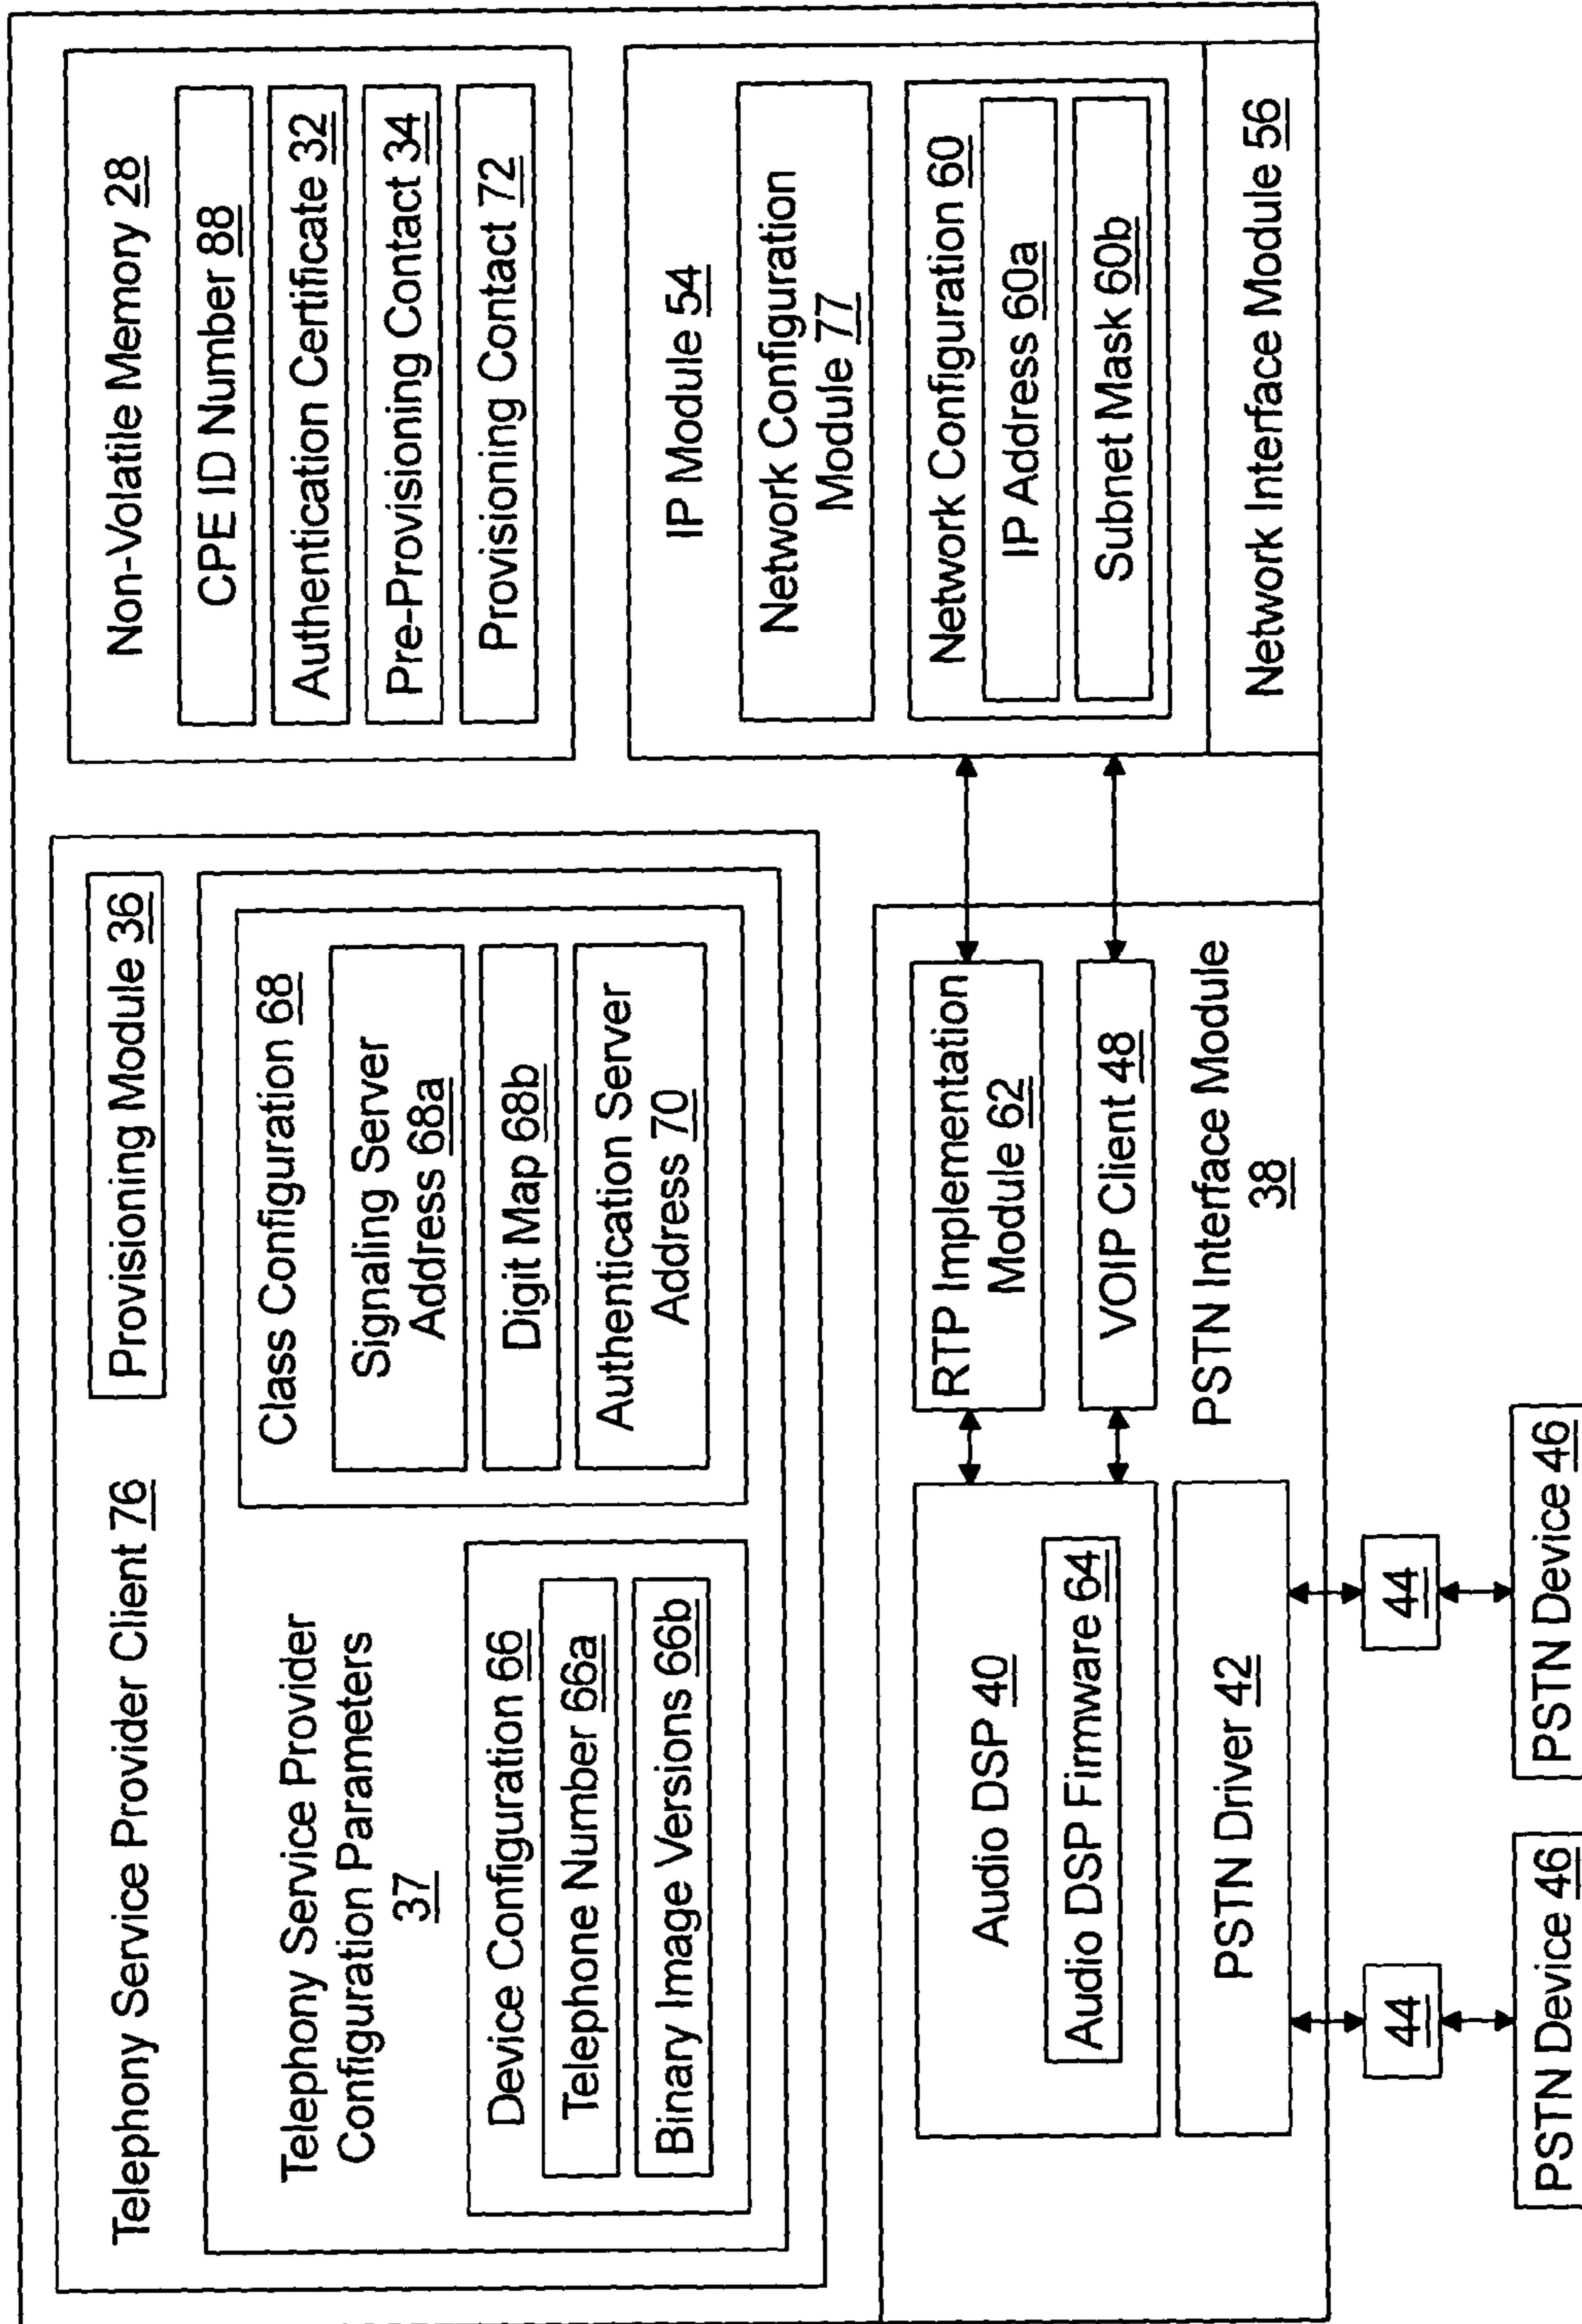 Telephony Service Provider Client 76
Provisioning Module 36
Telephony Service Provider
Configuration Parameters
37
Device Configuration 66
Telephone Number 66a
Binary Image Versions 66b
Class Configuration 68
Signaling Server
Address 68a
Digit Map 68b
Authentication Server
Address 70
Non-Volatile Memory 28
CPE ID Number 88
Authentication Certificate 32
Pre-Provisioning Contact 34
Provisioning Contact 72
Audio DSP 40
Audio DSP Firmware 64
PSTN Driver 42
RTP Implementation
Module 62
VOIP Client 48
PSTN Interface Module
38
IP Module 54
Network Configuration
Module 77
Network Configuration 60
IP Address 60a
Subnet Mask 60b
Network Interface Module 56
44
44
PSTN Device 46
PSTN Device 46